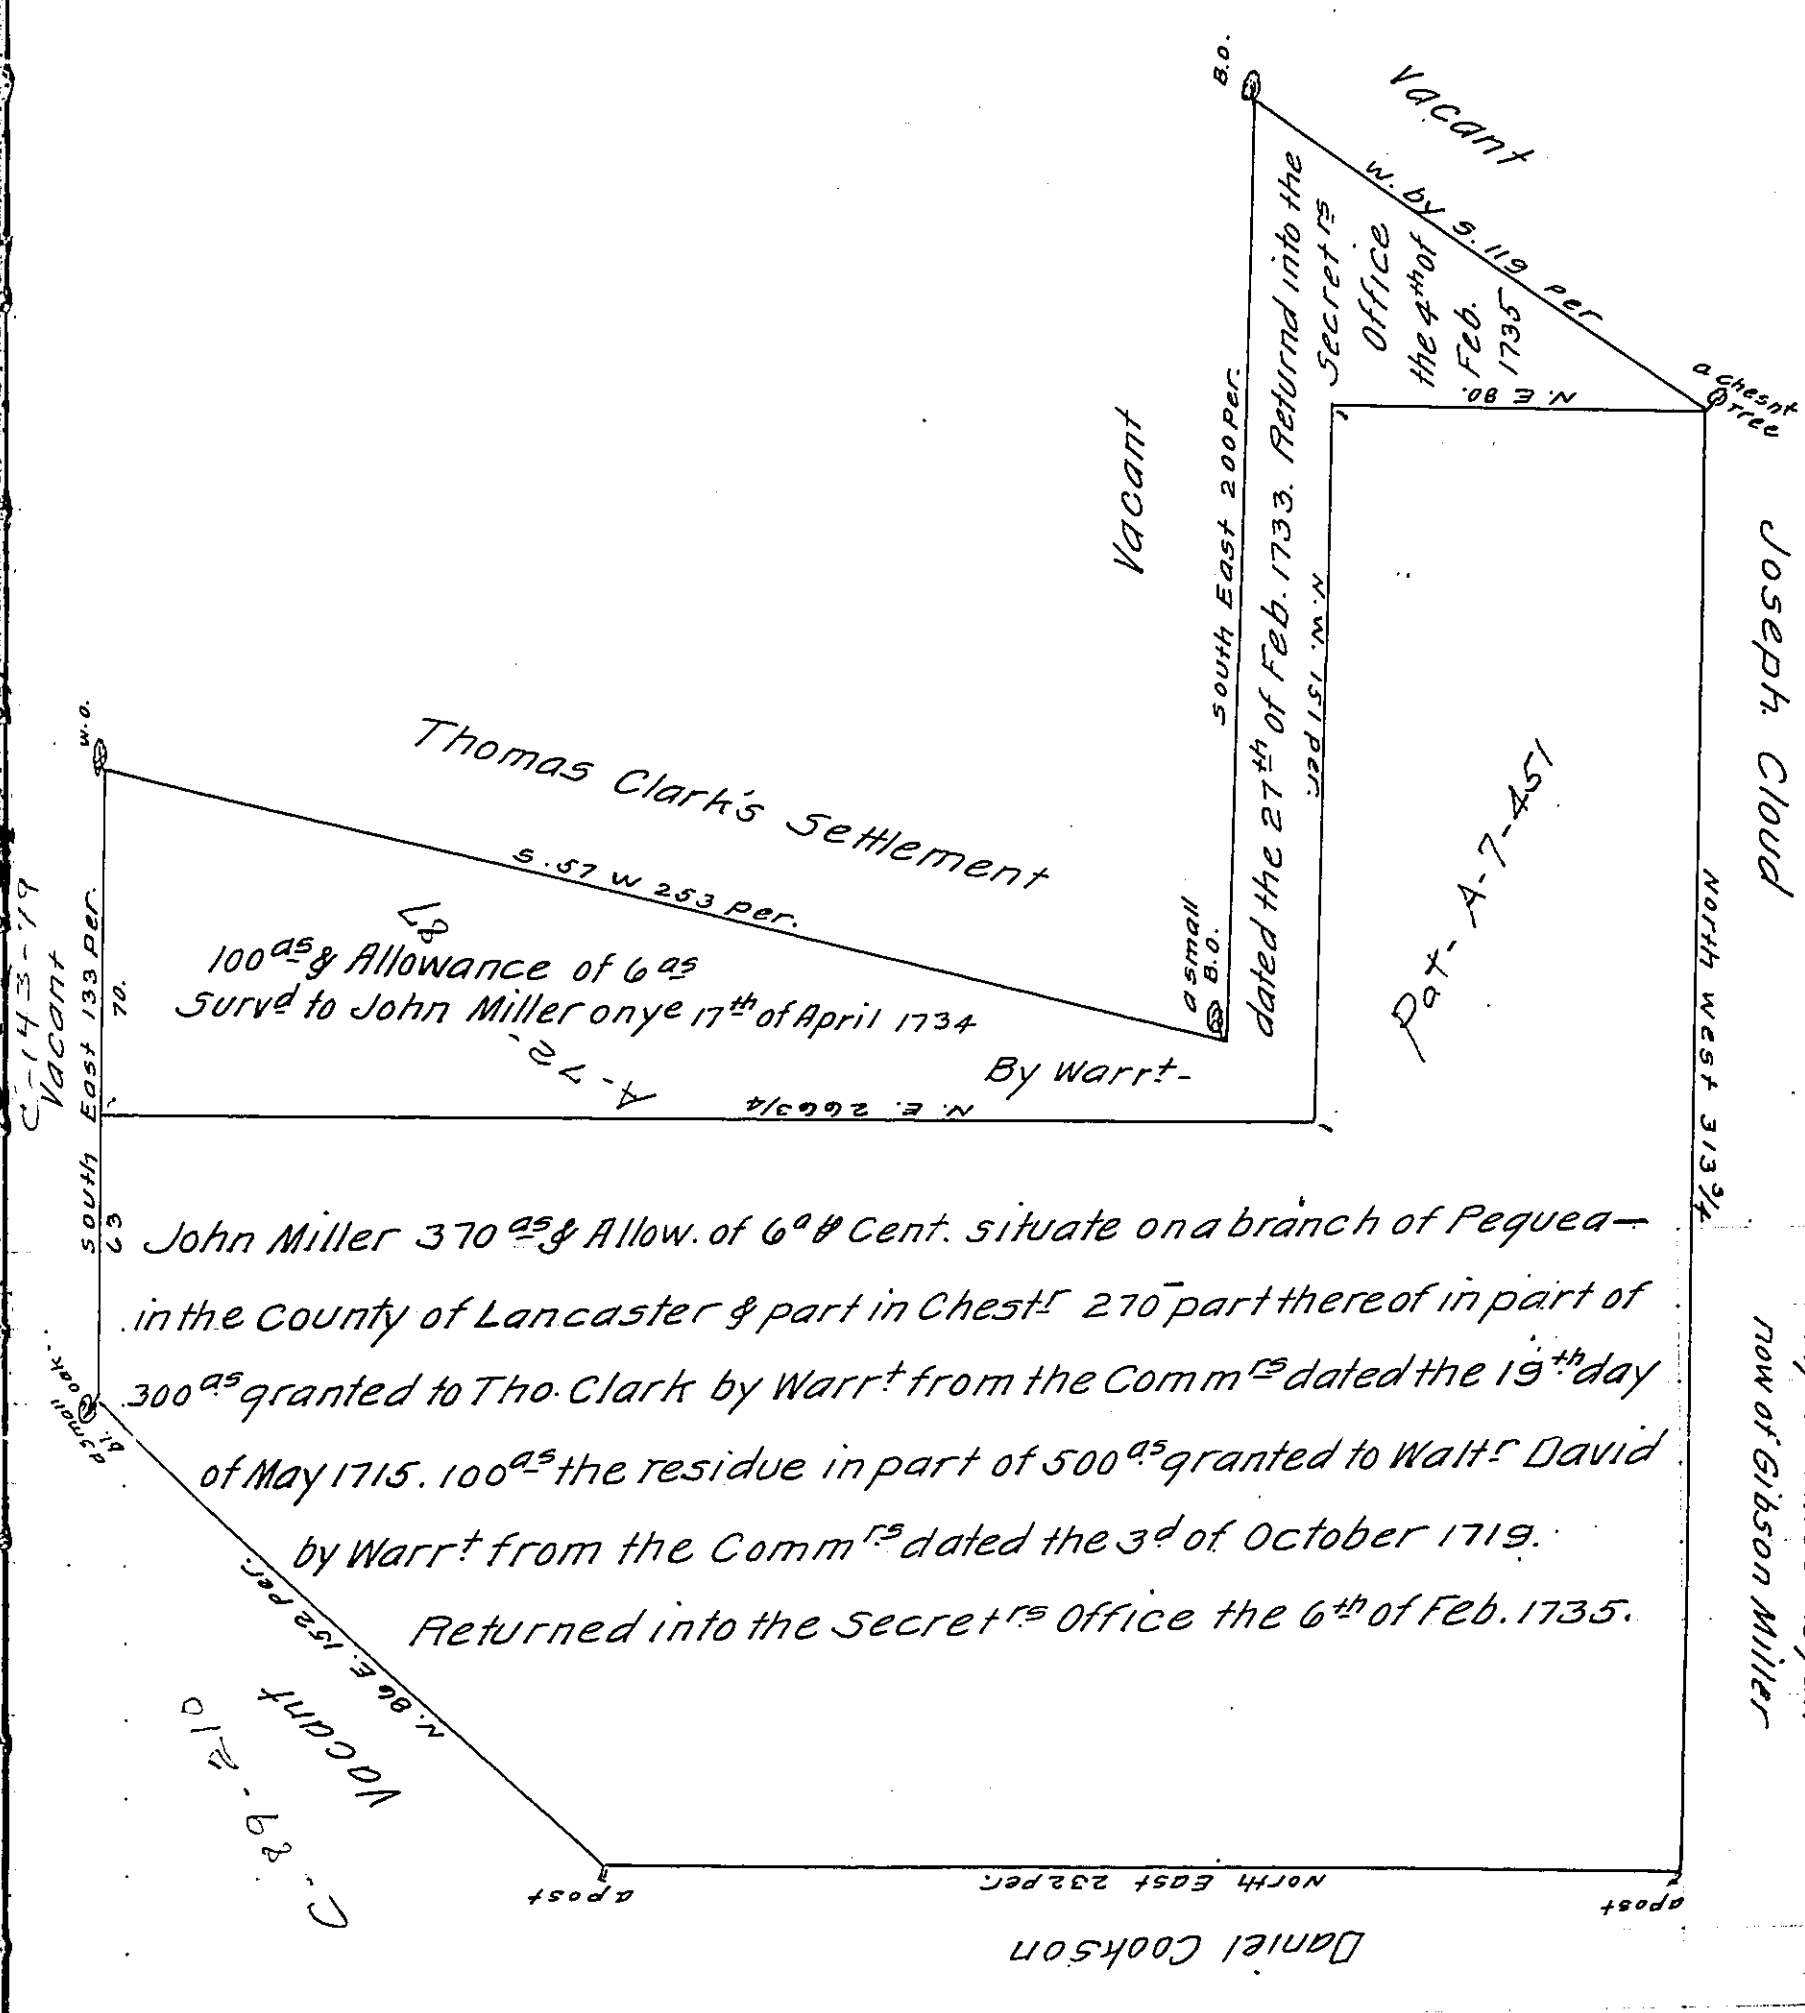 B.O.
Vacant
W. by S. 119 per
a chesnt
tree
N. E 80.
Joseph Cloud
North West 313 3/4
now of Gibson Miller
Vacant
South East 200 Per.
dated the 27th of Feb. 1733. Returnd into the
Secretrs
Office
the 4th of
Feb.
1735
N. W. 151 per.
Pat- A-7-451
W.O.
Thomas Clark's Settlement
S. 57 W 253 per.
a small
B.O.
C-143-79
Vacant
South East 133 per.
70.
63
87
100as & Allowance of 6as
Survd to John Miller on ye 17th of April 1734
A-72,
By Warrt-
N. E. 266 3/4
John Miller 370as & Allow. of 6a ₽ Cent. situate on a branch of Pequea—
in the County of Lancaster & part in Chestr 270 part thereof in part of
300as granted to Tho. Clark by Warrt from the Commrs dated the 19th day
of May 1715. 100as the residue in part of 500as granted to Waltr David
by Warrt from the Commrs dated the 3d of October 1719.
Returned into the Secretrs Office the 6th of Feb. 1735.
a small
bl. oak.
N. 86 E. 152 per.
Vacant
C-89-210
a post
North East 232 per.
a post
Daniel Cookson